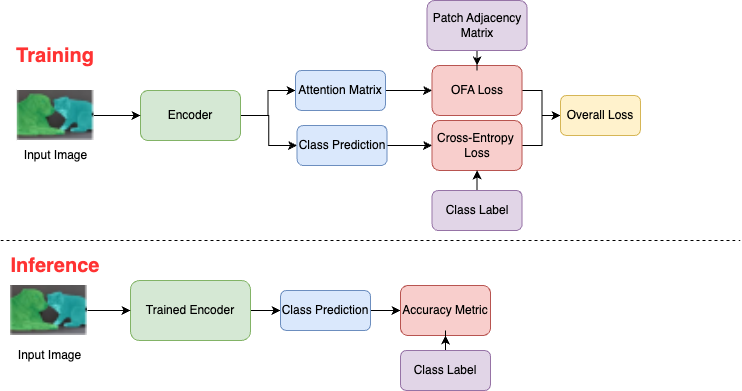 Patch Adjacency
Matrix
Training
Attention Matrix
OFA Loss
Encoder
Overall Loss
Class Prediction
Cross-Entropy
Loss
Input Image
Class Label
Inference
Trained Encoder
Class Prediction
Accuracy Metric
Input Image
Class Label